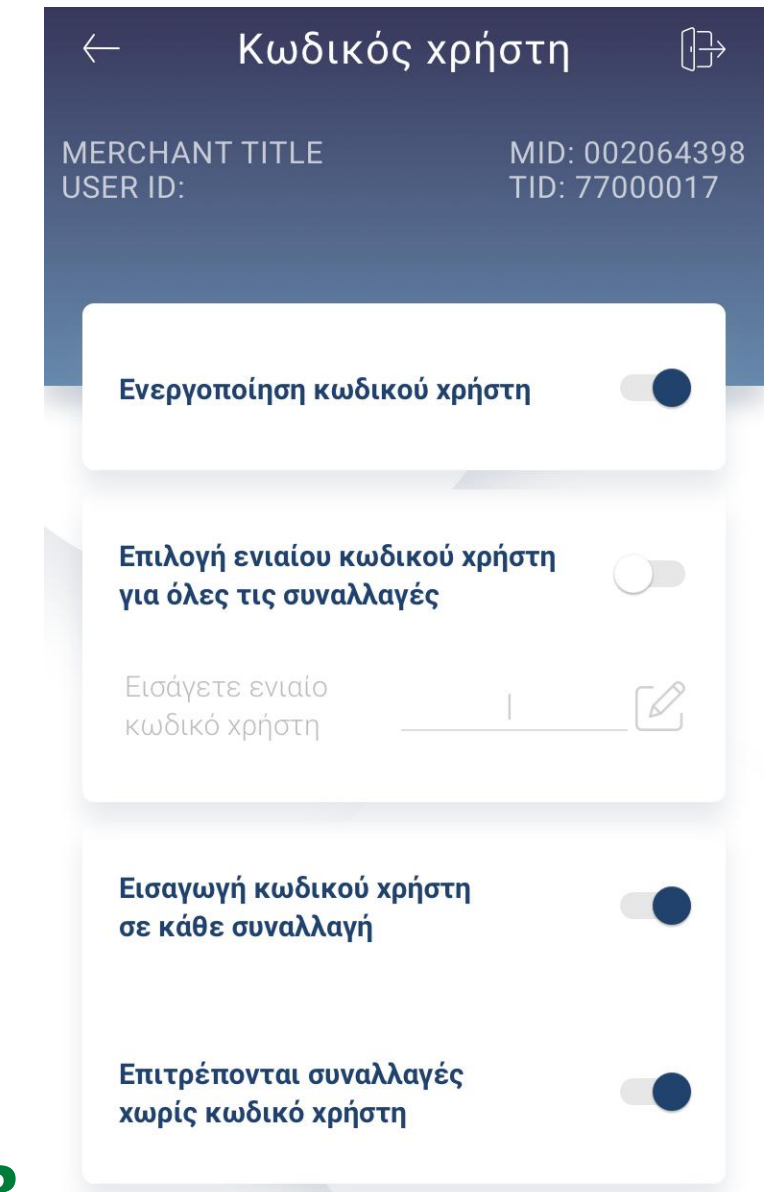 Κωδικός χρήστη
MERCHANT TITLE MID: 002064398
USER ID: TID: 77000017
Ενεργοποίηση κωδικού χρήστη
Επιλογή ενιαίου κωδικού χρήστη
για όλες τις συναλλαγές
Εισάγετε ενιαίο
κωδικό χρήστη
Εισαγωγή κωδικού χρήστη
σε κάθε συναλλαγή
Επιτρέπονται συναλλαγές
χωρίς κωδικό χρήστη